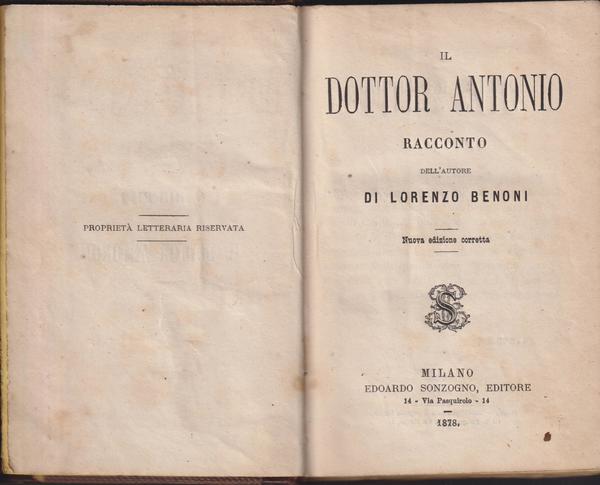 PROPRIETÀ LETTERARIA RISERVATA
IL
DOTTOR ANTONIO
RACCONTO
DELL'AUTORE
DI LORENZO BENONI
Nuova edizione corretta
S
MILANO
EDOARDO SONZOGNO, EDITORE
14 - Via Pasquirolo - 14
1878.